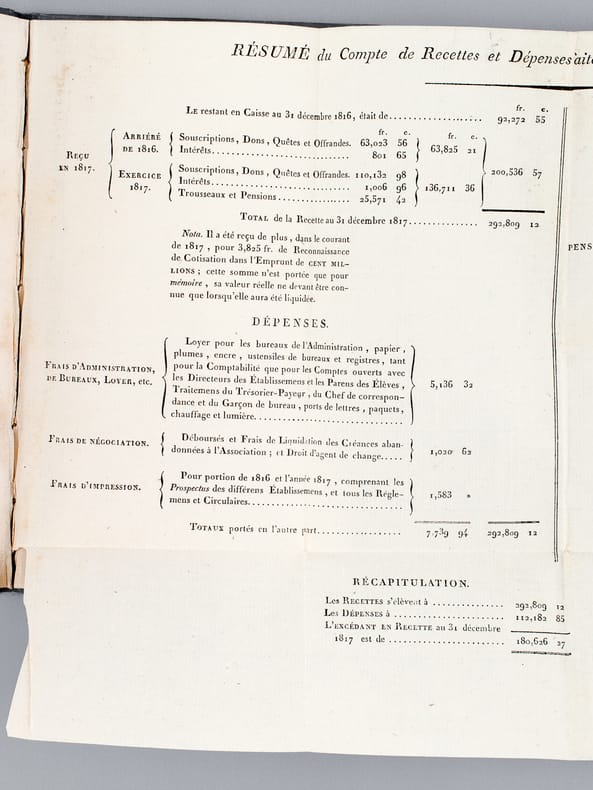 RÉSUMÉ du Compte de Recettes et Dépenses
fr. c.
LE restant en Caisse au 31 décembre 1816, était de.................... 92,272 55
REÇU EN 1817.
ARRIÉRÉ DE 1816.
fr. c. fr. c.
Souscriptions, Dons, Quêtes et Offrandes. 63,023 56
Intérêts.............................. 801 65
63,825 21
EXERCICE 1817.
Souscriptions, Dons, Quêtes et Offrandes. 110,132 98
Intérêts.............................. 1,006 96
Trousseaux et Pensions................ 25,571 42
136,711 36
200,536 57
TOTAL de la Recette au 31 décembre 1817............... 292,809 12
Nota. Il a été reçu de plus, dans le courant
de 1817, pour 3,825 fr. de Reconnaissance
de Cotisation dans l'Emprunt de CENT MIL-
LIONS; cette somme n'est portée que pour
mémoire, sa valeur réelle ne devant être con-
nue que lorsqu'elle aura été liquidée.
PENS
DÉPENSES.
FRAIS D'ADMINISTRATION,
DE BUREAUX, LOYER, etc.
Loyer pour les bureaux de l'Administration, papier,
plumes, encre, ustensiles de bureaux et registres, tant
pour la Comptabilité que pour les Comptes ouverts avec
les Directeurs des Établissemens et les Parens des Élèves,
Traitemens du Trésorier-Payeur, du Chef de correspon-
dance et du Garçon de bureau, ports de lettres, paquets,
chauffage et lumière................................
5,136 32
FRAIS DE NÉGOCIATION.
Déboursés et Frais de Liquidation des Créances aban-
données à l'Association; et Droit d'agent de change.....
1,020 62
FRAIS D'IMPRESSION.
Pour portion de 1816 et l'année 1817, comprenant les
Prospectus des différens Établissemens, et tous les Régle-
mens et Circulaires..................................
1,583 »
TOTAUX portés en l'autre part.................. 7,739 94 292,809 12
RÉCAPITULATION.
Les RECETTES s'élèvent à ............... 292,809 12
Les DÉPENSES à ........................ 112,182 85
L'EXCÉDANT EN RECETTE au 31 décembre
1817 est de ........................ 180,626 27